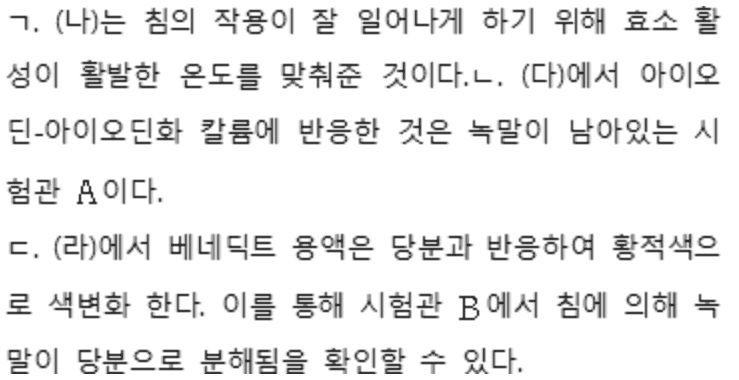 ㄱ. (나)는 침의 작용이 잘 일어나게 하기 위해 효소 활
성이 활발한 온도를 맞춰준 것이다.ㄴ. (다)에서 아이오
딘-아이오딘화 칼륨에 반응한 것은 녹말이 남아있는 시
험관 A이다.
ㄷ. (라)에서 베네딕트 용액은 당분과 반응하여 황적색으
로 색변화 한다. 이를 통해 시험관 B에서 침에 의해 녹
말이 당분으로 분해됨을 확인할 수 있다.